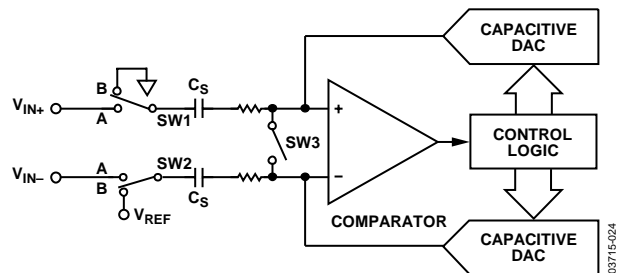 CAPACITIVE
DAC
B
A
VIN+
SW1
CS
+
SW3
CONTROL
LOGIC
VIN–
A
B
SW2
CS
VREF
–
COMPARATOR
CAPACITIVE
DAC
03715-024